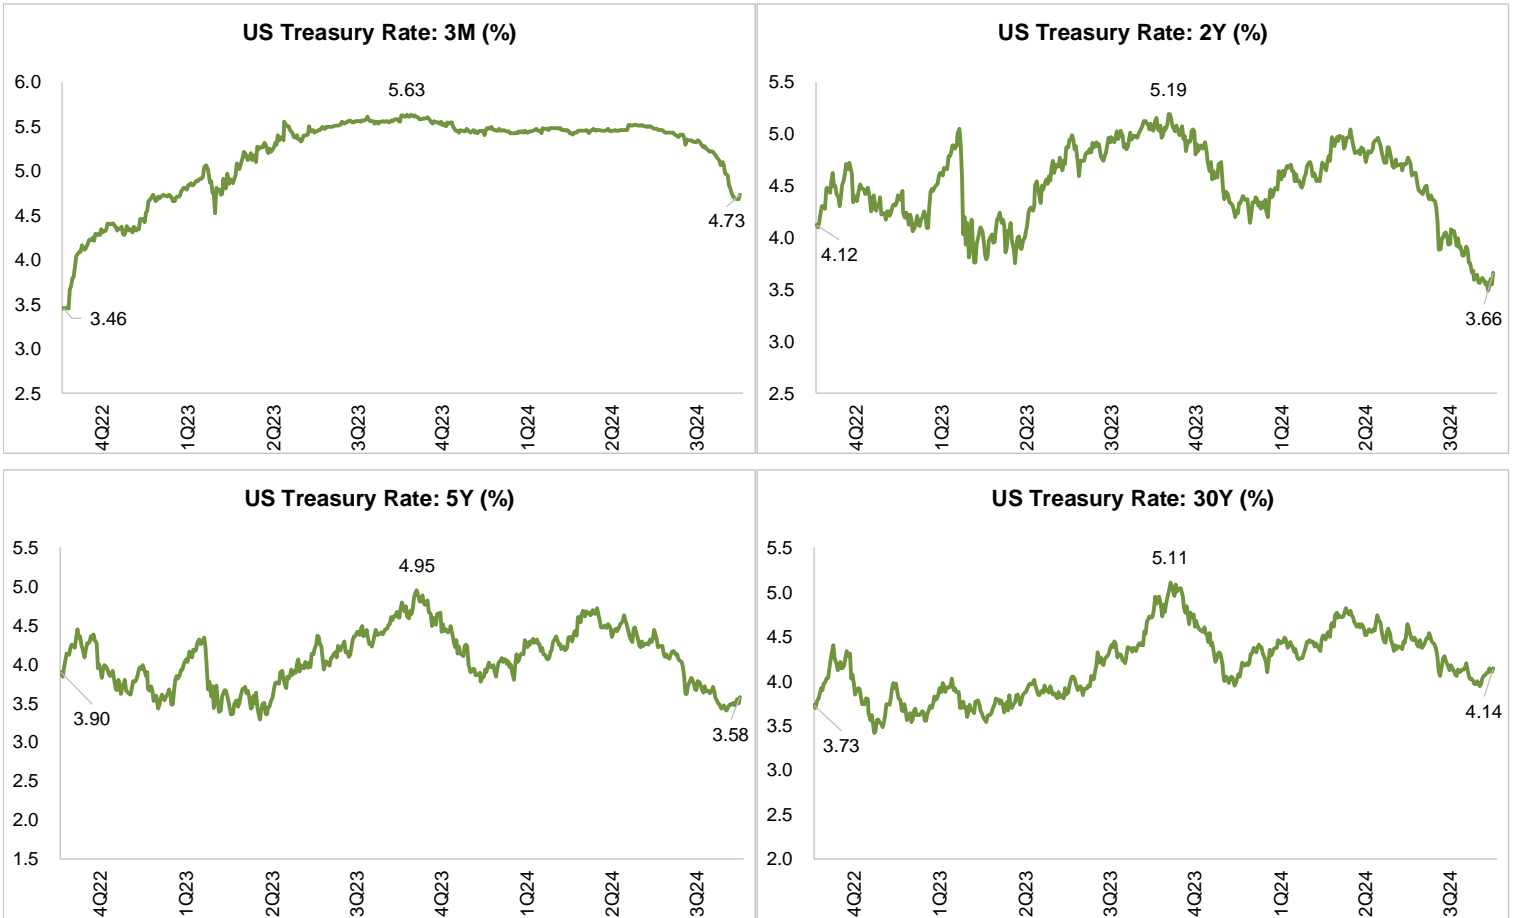 US Treasury Rate: 3M (%)
6.0
5.5
5.0
4.5
4.0
3.5
3.0
2.5
5.63
4.73
3.46
4Q22
1Q23
2Q23
3Q23
4Q23
1Q24
2Q24
3Q24
US Treasury Rate: 2Y (%)
5.5
5.0
4.5
4.0
3.5
3.0
2.5
5.19
4.12
3.66
4Q22
1Q23
2Q23
3Q23
4Q23
1Q24
2Q24
3Q24
US Treasury Rate: 5Y (%)
5.5
5.0
4.5
4.0
3.5
3.0
2.5
2.0
1.5
4.95
3.90
3.58
4Q22
1Q23
2Q23
3Q23
4Q23
1Q24
2Q24
3Q24
US Treasury Rate: 30Y (%)
5.5
5.0
4.5
4.0
3.5
3.0
2.5
2.0
5.11
3.73
4.14
4Q22
1Q23
2Q23
3Q23
4Q23
1Q24
2Q24
3Q24